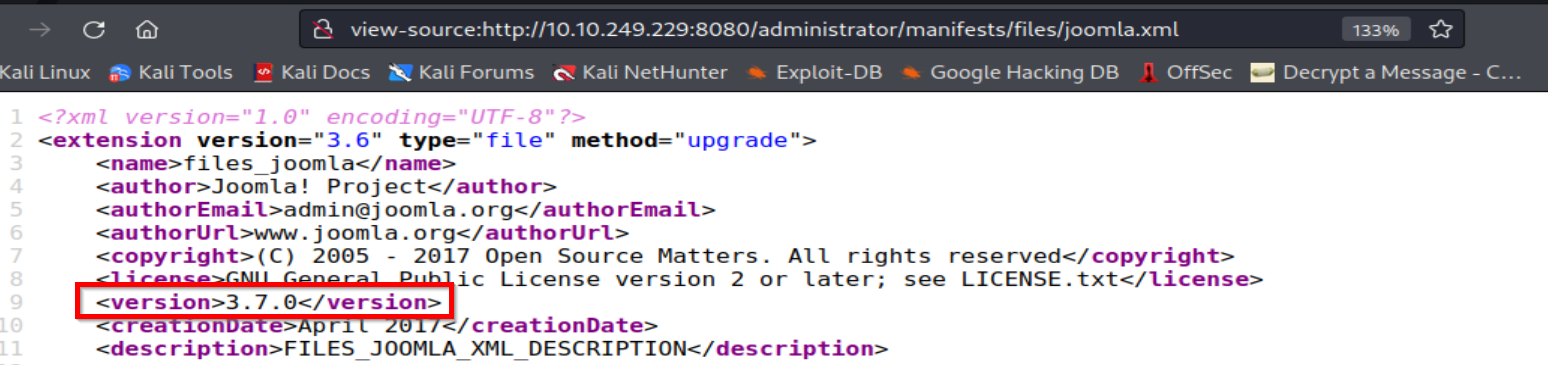 view-source:http://10.10.249.229:8080/administrator/manifests/files/joomla.xml 133%
Kali Linux Kali Tools Kali Docs Kali Forums Kali NetHunter Exploit-DB Google Hacking DB OffSec Decrypt a Message - C...
1 <?xml version="1.0" encoding="UTF-8"?>
2 <extension version="3.6" type="file" method="upgrade">
3 <name>files_joomla</name>
4 <author>Joomla! Project</author>
5 <authorEmail>admin@joomla.org</authorEmail>
6 <authorUrl>www.joomla.org</authorUrl>
7 <copyright>(C) 2005 - 2017 Open Source Matters. All rights reserved</copyright>
8 <license>GNU General Public License version 2 or later; see LICENSE.txt</license>
9 <version>3.7.0</version>
10 <creationDate>April 2017</creationDate>
11 <description>FILES_JOOMLA_XML_DESCRIPTION</description>